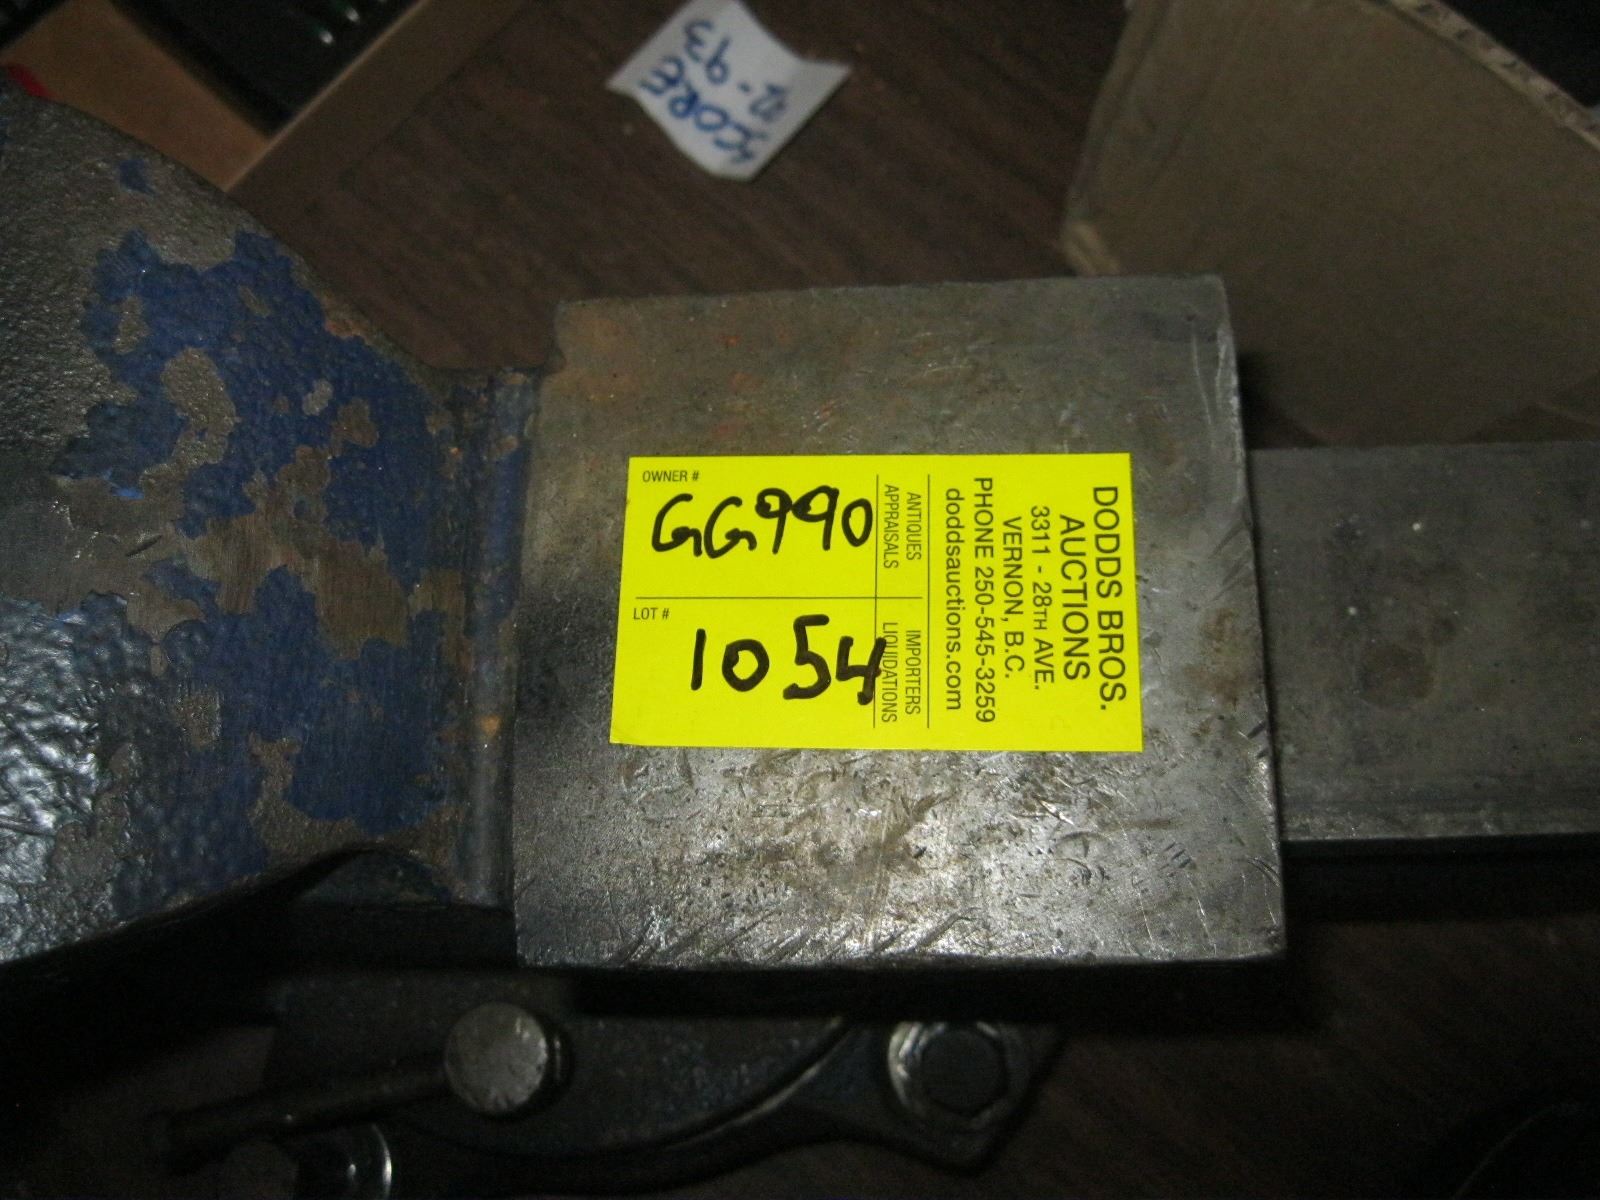 SCORE
92-93
OWNER #
GG990
LOT #
1054
ANTIQUES
APPRAISALS
IMPORTERS
LIQUIDATIONS
DODDS BROS.
AUCTIONS
3311 - 28TH AVE.
VERNON, B.C.
PHONE 250-545-3259
doddsauctions.com